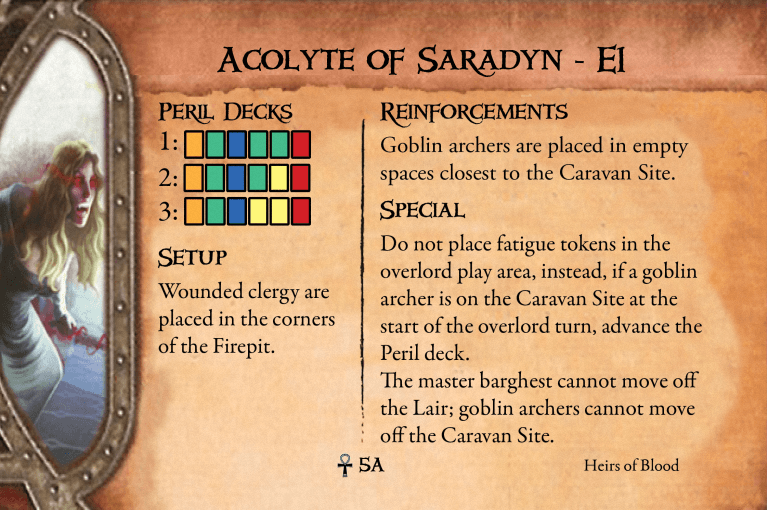 Acolyte of Saradyn - EI
Peril Decks
1:
2:
3:
Setup
Wounded clergy are
placed in the corners
of the Firepit.
Reinforcements
Goblin archers are placed in empty
spaces closest to the Caravan Site.
Special
Do not place fatigue tokens in the
overlord play area, instead, if a goblin
archer is on the Caravan Site at the
start of the overlord turn, advance the
Peril deck.
The master barghest cannot move off
the Lair; goblin archers cannot move
off the Caravan Site.
5A
Heirs of Blood